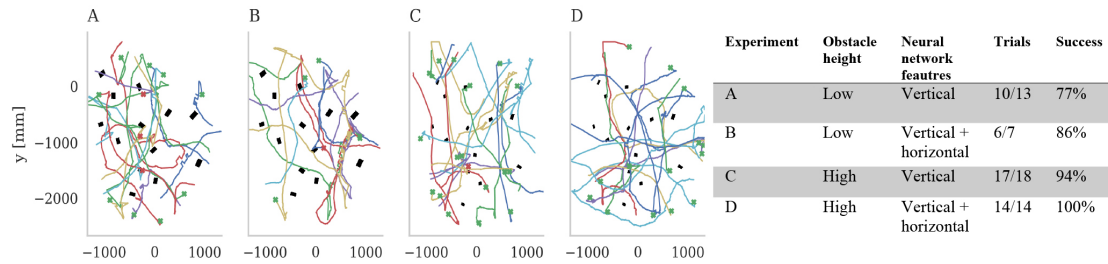 A B C D
y [mm]
0
−1000
−2000
−1000 0 1000 −1000 0 1000 −1000 0 1000 −1000 0 1000
Experiment Obstacle height Neural network feautres Trials Success
A Low Vertical 10/13 77%
B Low Vertical + horizontal 6/7 86%
C High Vertical 17/18 94%
D High Vertical + horizontal 14/14 100%